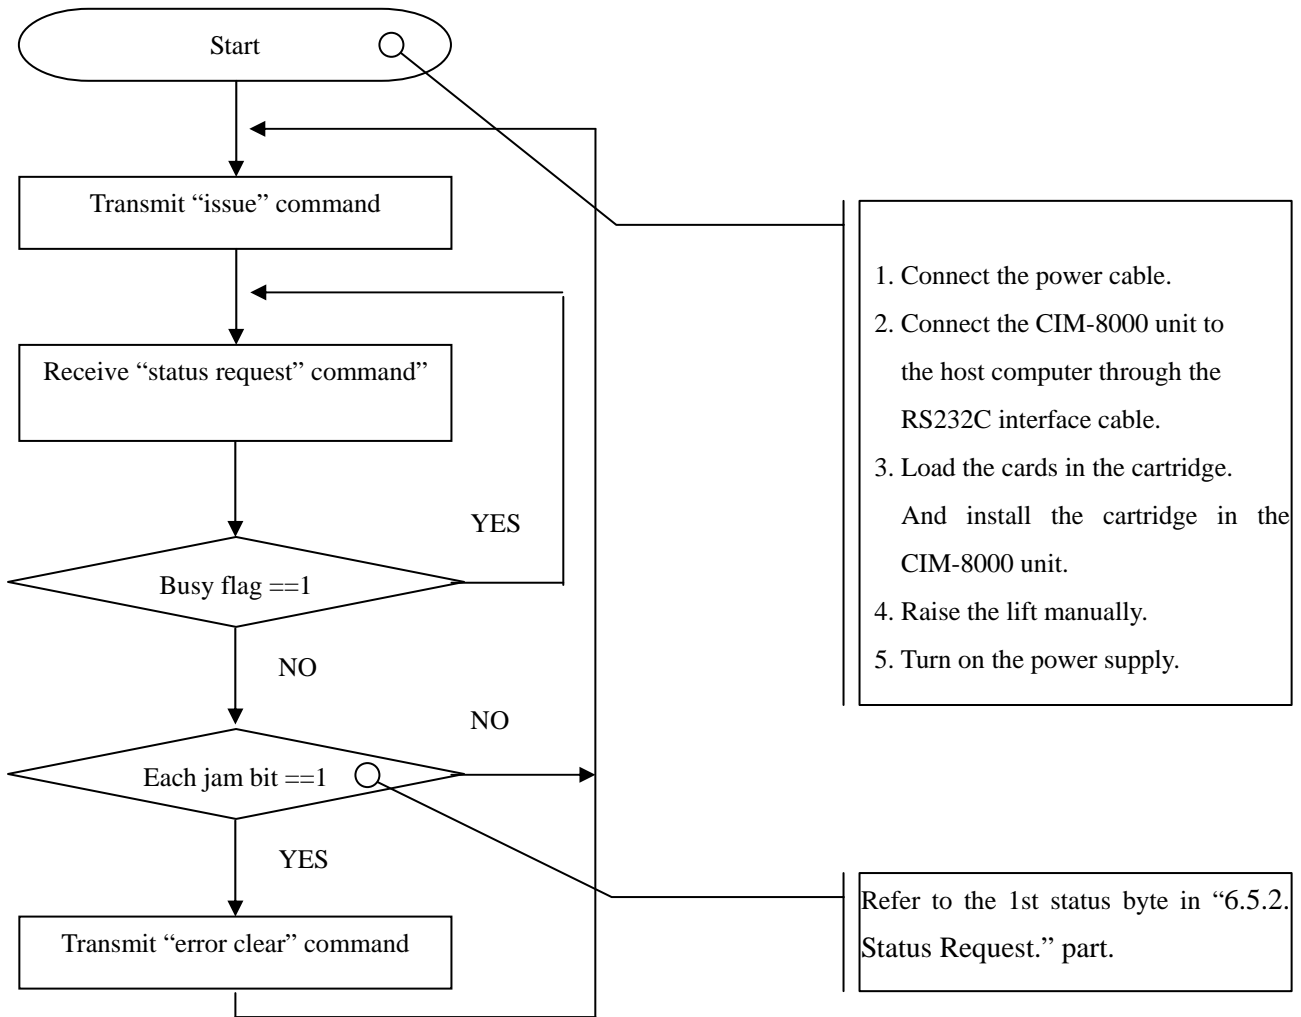 Start
Transmit “issue” command
Receive “status request” command”
YES
Busy flag ==1
NO
NO
Each jam bit ==1
YES
Transmit “error clear” command
1. Connect the power cable.
2. Connect the CIM-8000 unit to
the host computer through the
RS232C interface cable.
3. Load the cards in the cartridge.
And install the cartridge in the
CIM-8000 unit.
4. Raise the lift manually.
5. Turn on the power supply.
Refer to the 1st status byte in “6.5.2.
Status Request.” part.